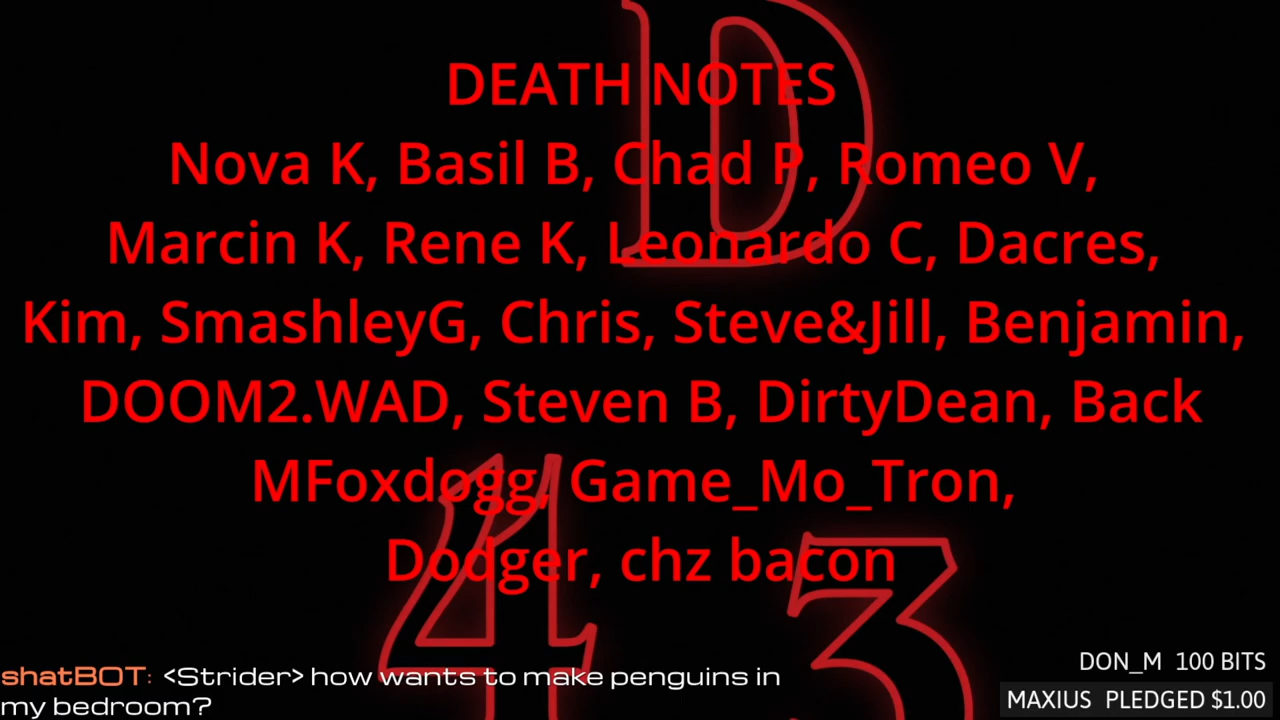 D
DEATH NOTES
Nova K, Basil B, Chad P, Romeo V,
Marcin K, Rene K, Leonardo C, Dacres,
Kim, SmashleyG, Chris, Steve&Jill, Benjamin,
DOOM2.WAD, Steven B, DirtyDean, Back
MFoxdogg, Game_Mo_Tron,
Dodger, chz bacon
4 3
shatBOT: <Strider> how wants to make penguins in
my bedroom?
DON_M 100 BITS
MAXIUS PLEDGED $1.00